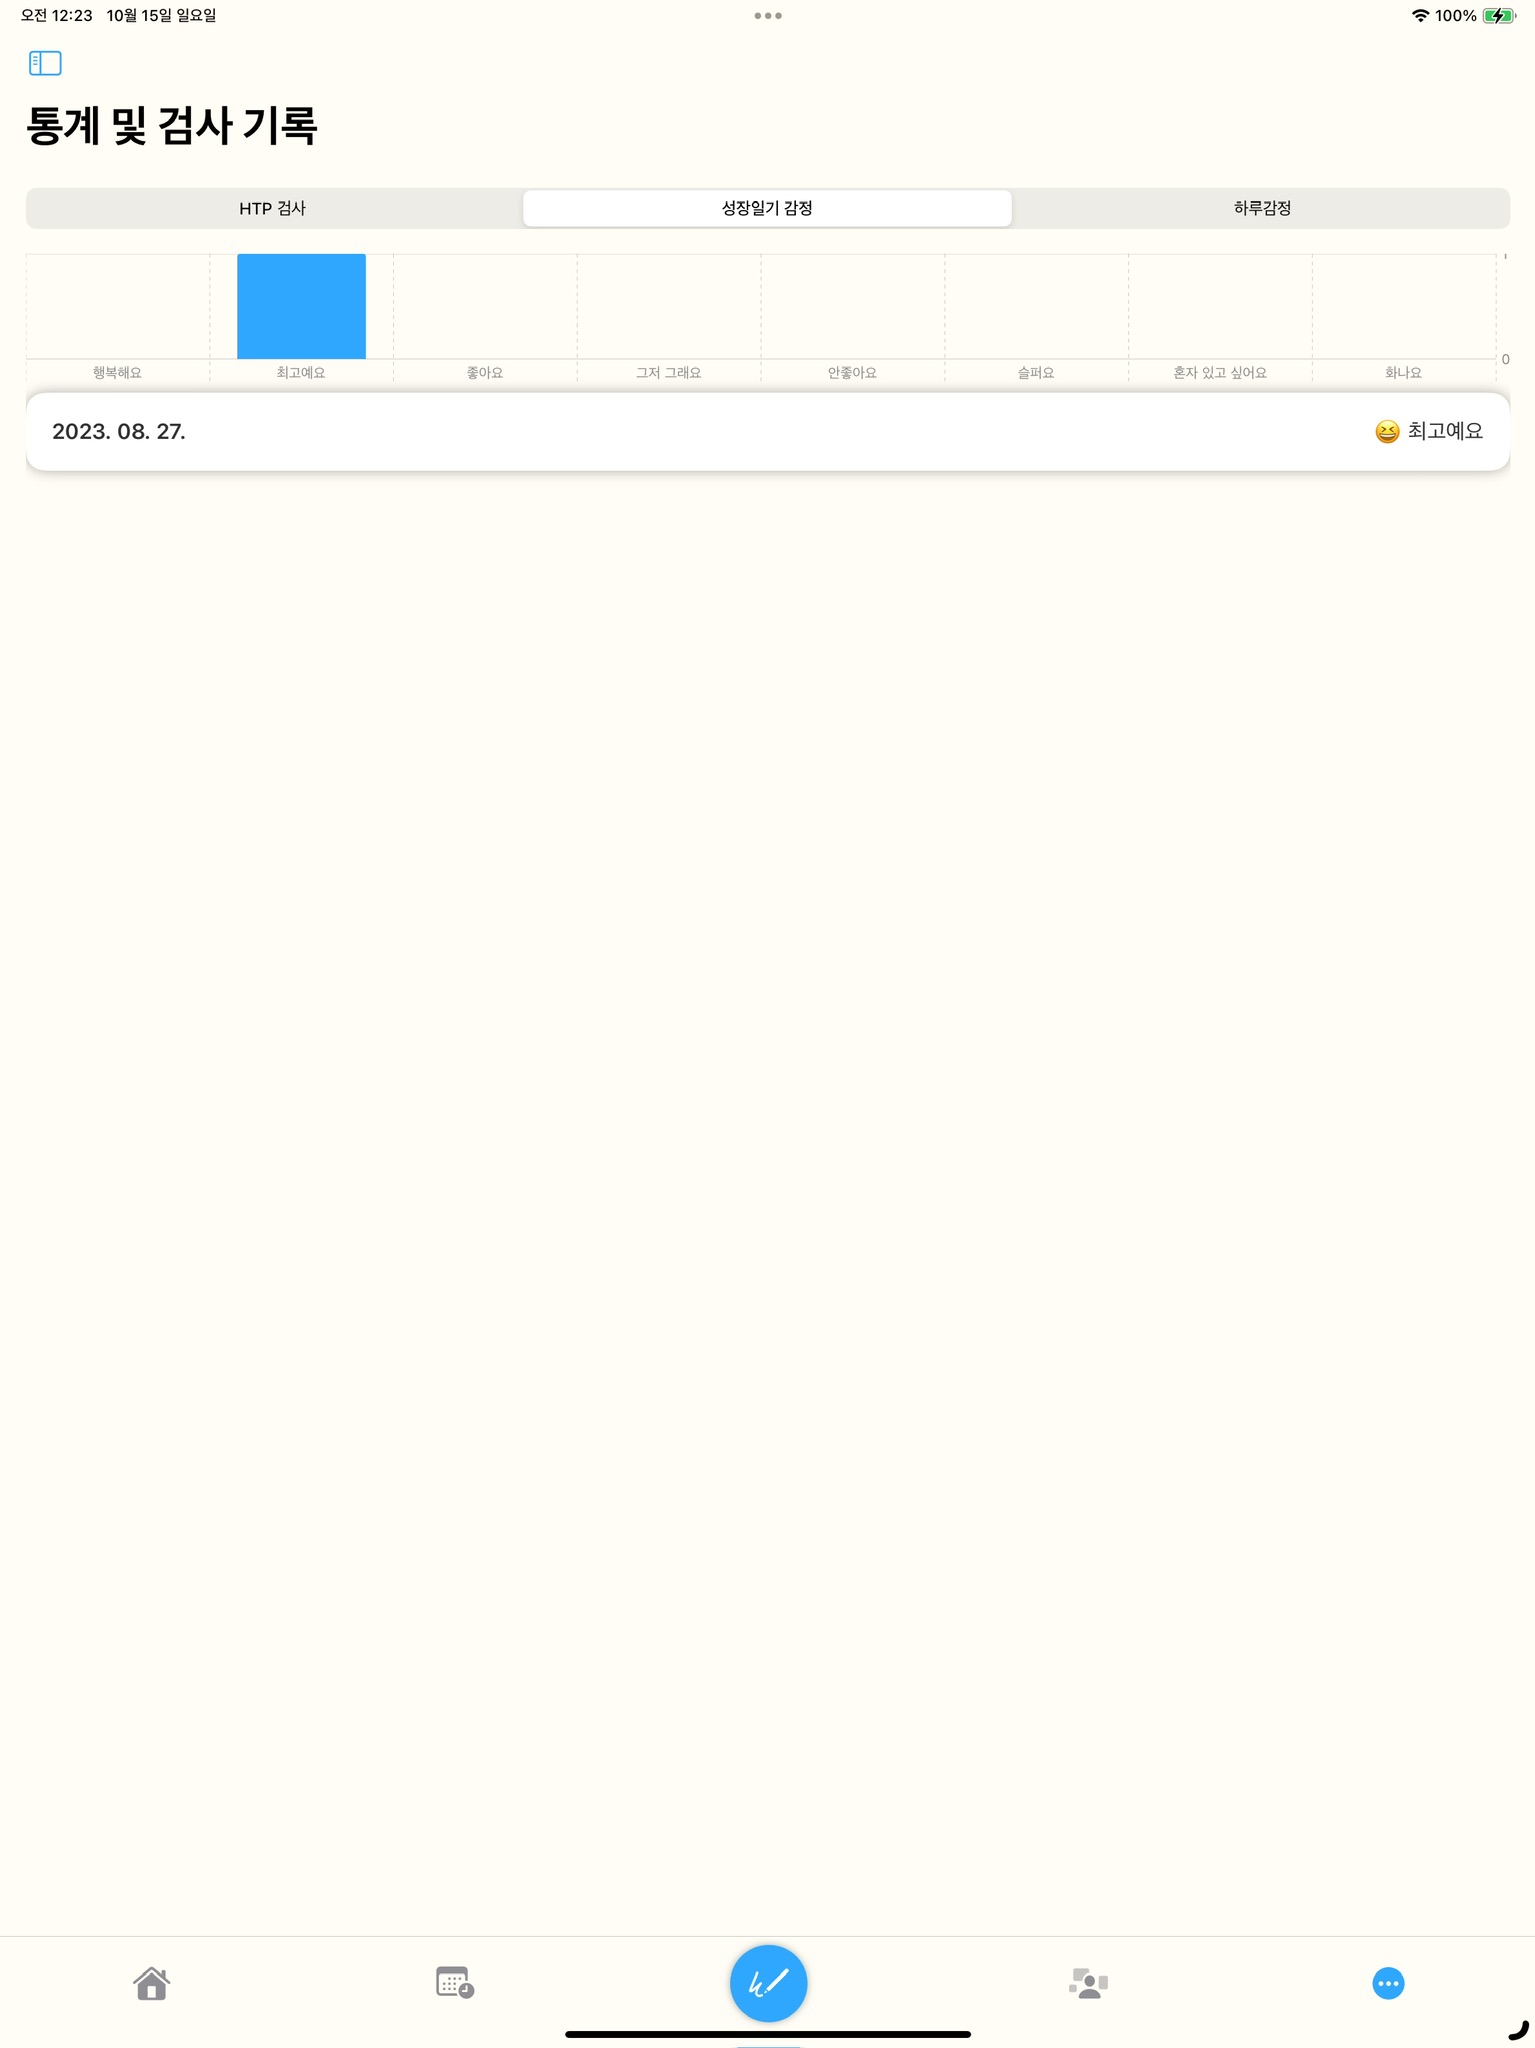 오전 12:23 10월 15일 일요일 100%
통계 및 검사 기록
HTP 검사 성장일기 감정 하루감정
0
행복해요 최고예요 좋아요 그저 그래요 안좋아요 슬퍼요 혼자 있고 싶어요 화나요
2023. 08. 27. 😆 최고예요